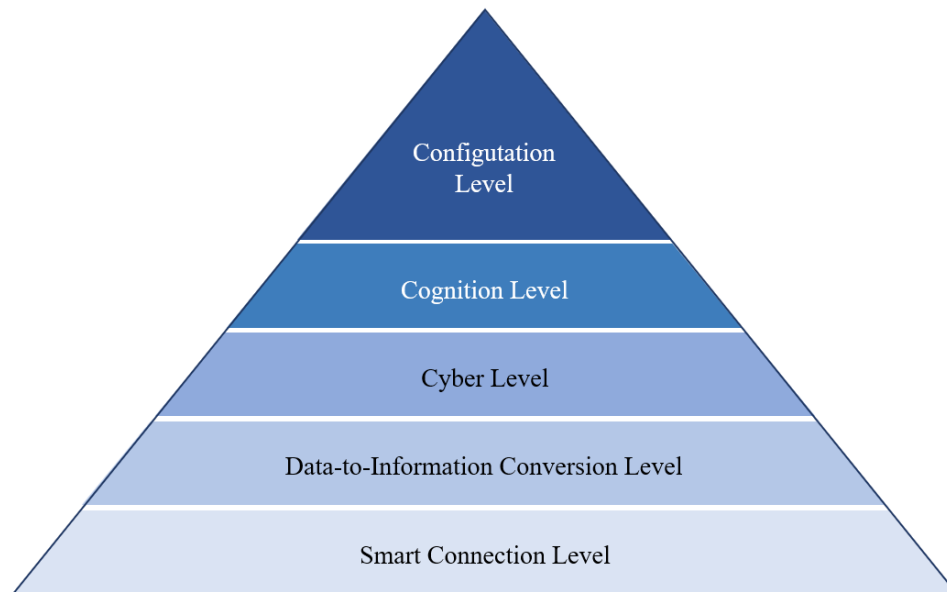 Configutation
Level
Cognition Level
Cyber Level
Data-to-Information Conversion Level
Smart Connection Level